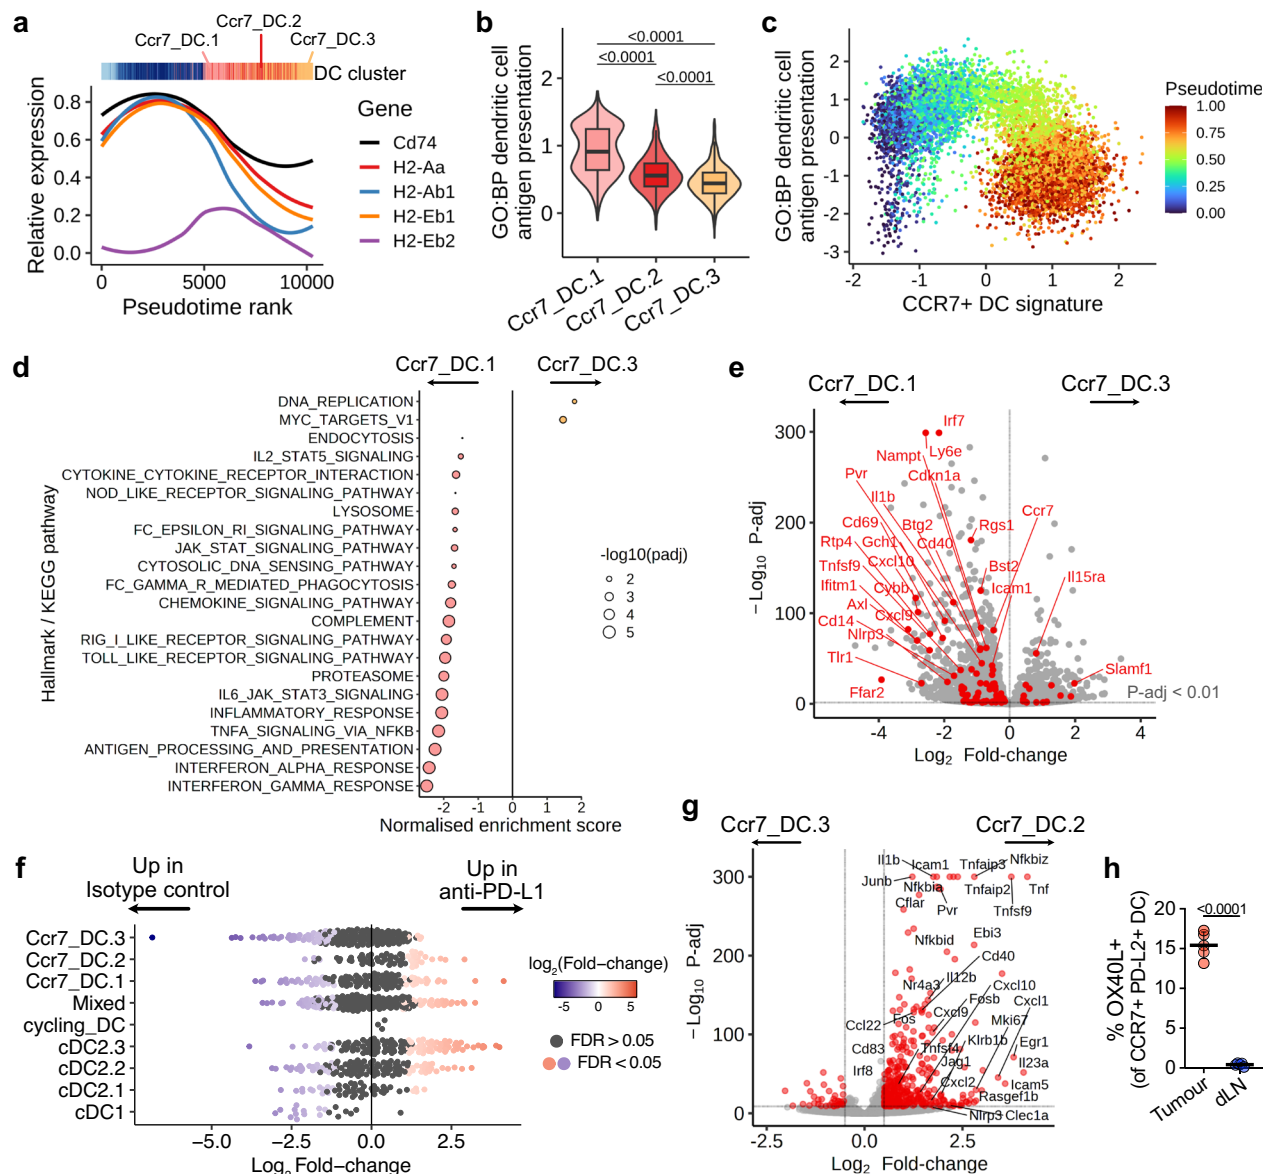 a
Ccr7_DC.1
Ccr7_DC.2
Ccr7_DC.3
DC cluster
Relative expression
0.8
0.6
0.4
0.2
0.0
0
5000
10000
Pseudotime rank
Gene
Cd74
H2-Aa
H2-Ab1
H2-Eb1
H2-Eb2
b
GO:BP dendritic cell
antigen presentation
2
1
0
<0.0001
<0.0001
<0.0001
Ccr7_DC.1
Ccr7_DC.2
Ccr7_DC.3
c
GO:BP dendritic cell
antigen presentation
2
1
0
-1
-2
-3
-2
-1
0
1
2
CCR7+ DC signature
Pseudotime
1.00
0.75
0.50
0.25
0.00
d
Ccr7_DC.1
Ccr7_DC.3
Hallmark / KEGG pathway
DNA_REPLICATION
MYC_TARGETS_V1
ENDOCYTOSIS
IL2_STAT5_SIGNALING
CYTOKINE_CYTOKINE_RECEPTOR_INTERACTION
NOD_LIKE_RECEPTOR_SIGNALING_PATHWAY
LYSOSOME
FC_EPSILON_RI_SIGNALING_PATHWAY
JAK_STAT_SIGNALING_PATHWAY
CYTOSOLIC_DNA_SENSING_PATHWAY
FC_GAMMA_R_MEDIATED_PHAGOCYTOSIS
CHEMOKINE_SIGNALING_PATHWAY
COMPLEMENT
RIG_I_LIKE_RECEPTOR_SIGNALING_PATHWAY
TOLL_LIKE_RECEPTOR_SIGNALING_PATHWAY
PROTEASOME
IL6_JAK_STAT3_SIGNALING
INFLAMMATORY_RESPONSE
TNFA_SIGNALING_VIA_NFKB
ANTIGEN_PROCESSING_AND_PRESENTATION
INTERFERON_ALPHA_RESPONSE
INTERFERON_GAMMA_RESPONSE
-2
-1
0
1
2
Normalised enrichment score
-log10(padj)
2
3
4
5
e
Ccr7_DC.1
Ccr7_DC.3
−Log10 P-adj
300
200
100
0
Irf7
Nampt
Ly6e
Pvr
Cdkn1a
Il1b
Ccr7
Cd69
Btg2
Rgs1
Rtp4
Gch1
Cd40
Tnfsf9
Cxcl10
Bst2
Il15ra
Ifitm1
Cybb
Icam1
Axl
Cxcl9
Cd14
Nlrp3
Tlr1
Slamf1
Ffar2
P-adj < 0.01
-4
-2
0
2
4
Log2 Fold-change
f
Up in
Isotype control
Up in
anti-PD-L1
Ccr7_DC.3
Ccr7_DC.2
Ccr7_DC.1
Mixed
cycling_DC
cDC2.3
cDC2.2
cDC2.1
cDC1
−5.0
−2.5
0.0
2.5
Log2 Fold−change
log2(Fold−change)
-5
0
5
FDR > 0.05
FDR < 0.05
g
Ccr7_DC.3
Ccr7_DC.2
−Log10 P-adj
300
200
100
0
Il1b
Icam1
Tnfaip3
Nfkbiz
Junb
Nfkbia
Tnfaip2
Tnf
Cflar
Pvr
Tnfsf9
Nfkbid
Ebi3
Cd40
Nr4a3
Il12b
Cxcl10
Fosb
Cxcl1
Ccl22
Fos
Cxcl9
Mki67
Cd83
Tnfsf4
Klrb1b
Egr1
Irf8
Jag1
Il23a
Cxcl2
Icam5
Rasgef1b
Nlrp3
Clec1a
-2.5
0.0
2.5
Log2 Fold-change
h
% OX40L+
(of CCR7+ PD-L2+ DC)
20
15
10
5
0
<0.0001
Tumour
dLN